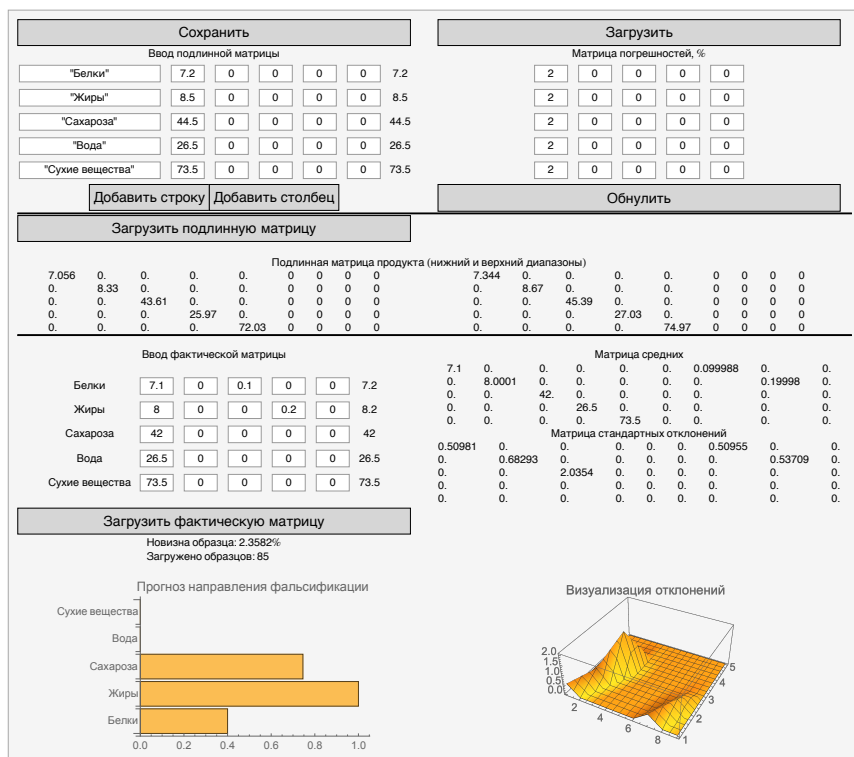 Сохранить Загрузить
Ввод подлинной матрицы Матрица погрешностей, %
"Белки" 7.2 0 0 0 0 7.2 2 0 0 0 0
"Жиры" 8.5 0 0 0 0 8.5 2 0 0 0 0
"Сахароза" 44.5 0 0 0 0 44.5 2 0 0 0 0
"Вода" 26.5 0 0 0 0 26.5 2 0 0 0 0
"Сухие вещества" 73.5 0 0 0 0 73.5 2 0 0 0 0
Добавить строку Добавить столбец Обнулить
Загрузить подлинную матрицу
Подлинная матрица продукта (нижний и верхний диапазоны)
7.056 0. 0. 0. 0. 0 0 0 0 7.344 0. 0. 0. 0. 0 0 0 0
0. 8.33 0. 0. 0. 0 0 0 0 0. 8.67 0. 0. 0. 0 0 0 0
0. 0. 43.61 0. 0. 0 0 0 0 0. 0. 45.39 0. 0. 0 0 0 0
0. 0. 0. 25.97 0. 0 0 0 0 0. 0. 0. 27.03 0. 0 0 0 0
0. 0. 0. 0. 72.03 0 0 0 0 0. 0. 0. 0. 74.97 0 0 0 0
Ввод фактической матрицы
Белки 7.1 0 0.1 0 0 7.2
Жиры 8 0 0 0.2 0 8.2
Сахароза 42 0 0 0 0 42
Вода 26.5 0 0 0 0 26.5
Сухие вещества 73.5 0 0 0 0 73.5
Матрица средних
7.1 0. 0. 0. 0. 0. 0.099988 0. 0.
0. 8.0001 0. 0. 0. 0. 0. 0.19998 0.
0. 0. 42. 0. 0. 0. 0. 0. 0.
0. 0. 0. 26.5 0. 0. 0. 0. 0.
0. 0. 0. 0. 73.5 0. 0. 0. 0.
Матрица стандартных отклонений
0.50981 0. 0. 0. 0. 0. 0.50955 0. 0.
0. 0.68293 0. 0. 0. 0. 0. 0.53709 0.
0. 0. 2.0354 0. 0. 0. 0. 0. 0.
0. 0. 0. 0. 0. 0. 0. 0. 0.
0. 0. 0. 0. 0. 0. 0. 0. 0.
Загрузить фактическую матрицу
Новизна образца: 2.3582%
Загружено образцов: 85
Прогноз направления фальсификации
Сухие вещества
Вода
Сахароза
Жиры
Белки
0.0 0.2 0.4 0.6 0.8 1.0
Визуализация отклонений
2.0
1.5
1.0
0.5
0.0
2 4 6 8
1 2 3 4 5